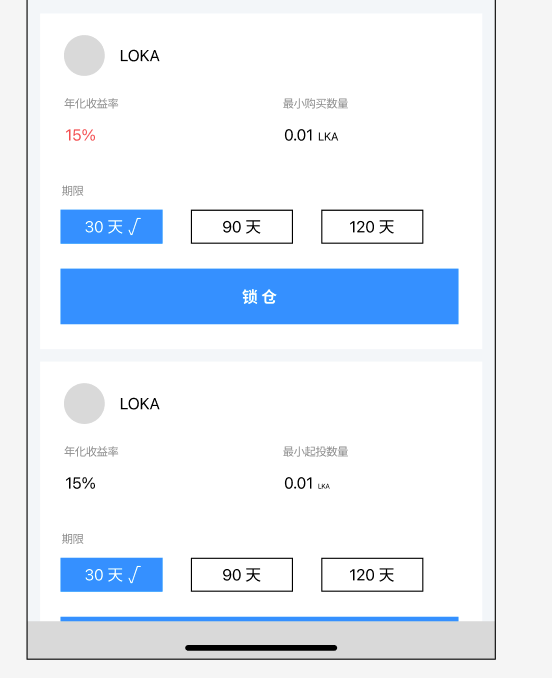 LOKA
年化收益率 最小购买数量
15% 0.01 LKA
期限
30 天 √ 90 天 120 天
锁 仓
LOKA
年化收益率 最小起投数量
15% 0.01 LKA
期限
30 天 √ 90 天 120 天